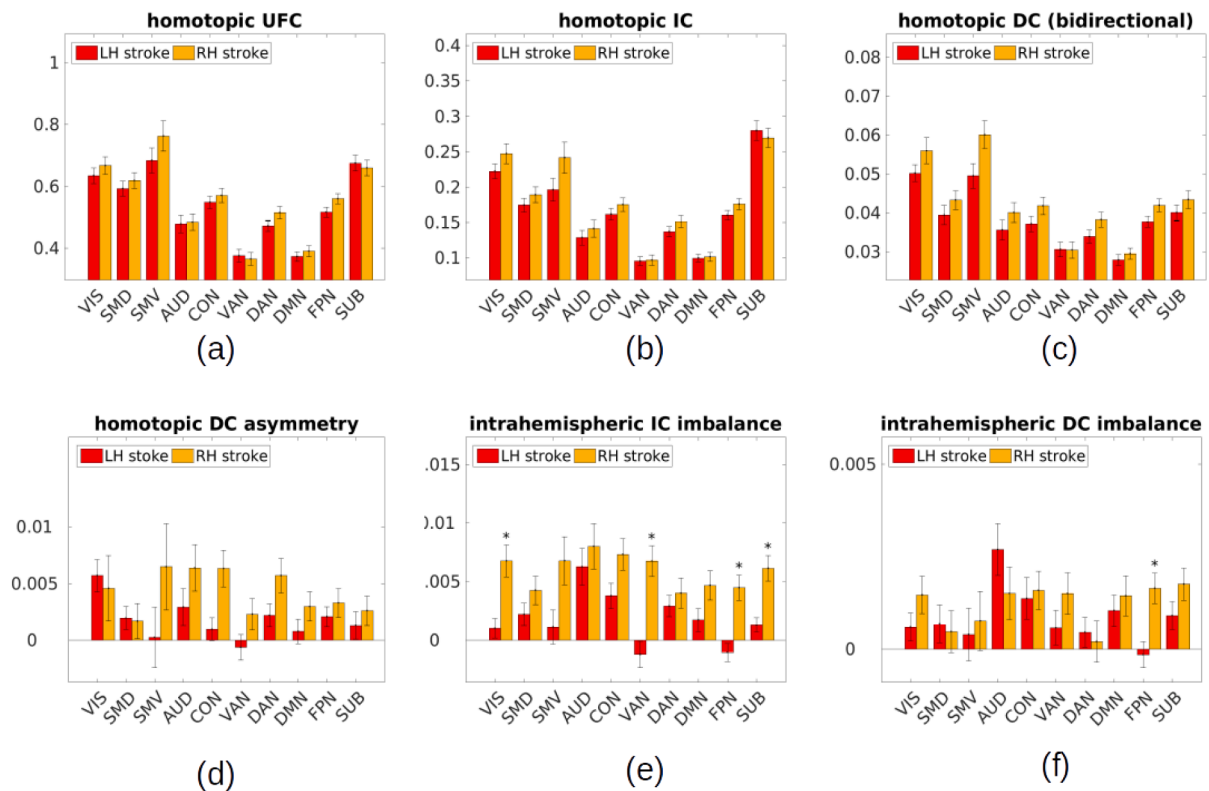 homotopic UFC
LH stroke RH stroke
1
0.8
0.6
0.4
VIS SMD SMV AUD CON VAN DAN DMN FPN SUB
(a)
homotopic IC
LH stroke RH stroke
0.4
0.35
0.3
0.25
0.2
0.15
0.1
VIS SMD SMV AUD CON VAN DAN DMN FPN SUB
(b)
homotopic DC (bidirectional)
LH stroke RH stroke
0.08
0.07
0.06
0.05
0.04
0.03
VIS SMD SMV AUD CON VAN DAN DMN FPN SUB
(c)
homotopic DC asymmetry
LH stoke RH stroke
0.01
0.005
0
VIS SMD SMV AUD CON VAN DAN DMN FPN SUB
(d)
intrahemispheric IC imbalance
LH stroke RH stroke
.015
0.01
.005
0
* * * *
VIS SMD SMV AUD CON VAN DAN DMN FPN SUB
(e)
intrahemispheric DC imbalance
LH stroke RH stroke
0.005
0
*
VIS SMD SMV AUD CON VAN DAN DMN FPN SUB
(f)